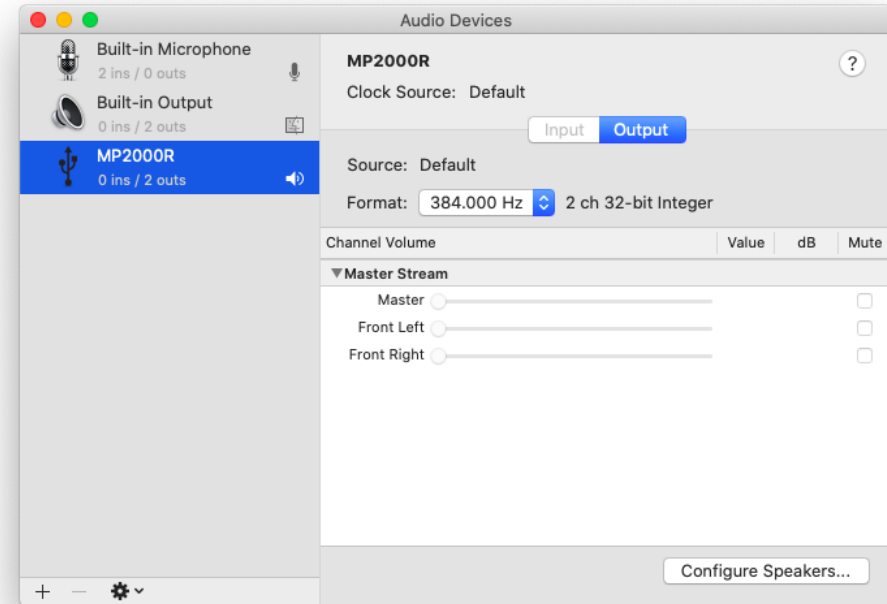 Audio Devices
Built-in Microphone
2 ins / 0 outs
Built-in Output
0 ins / 2 outs
MP2000R
0 ins / 2 outs
MP2000R
?
Clock Source: Default
Input Output
Source: Default
Format: 384.000 Hz 2 ch 32-bit Integer
Channel Volume Value dB Mute
Master Stream
Master
Front Left
Front Right
Configure Speakers...